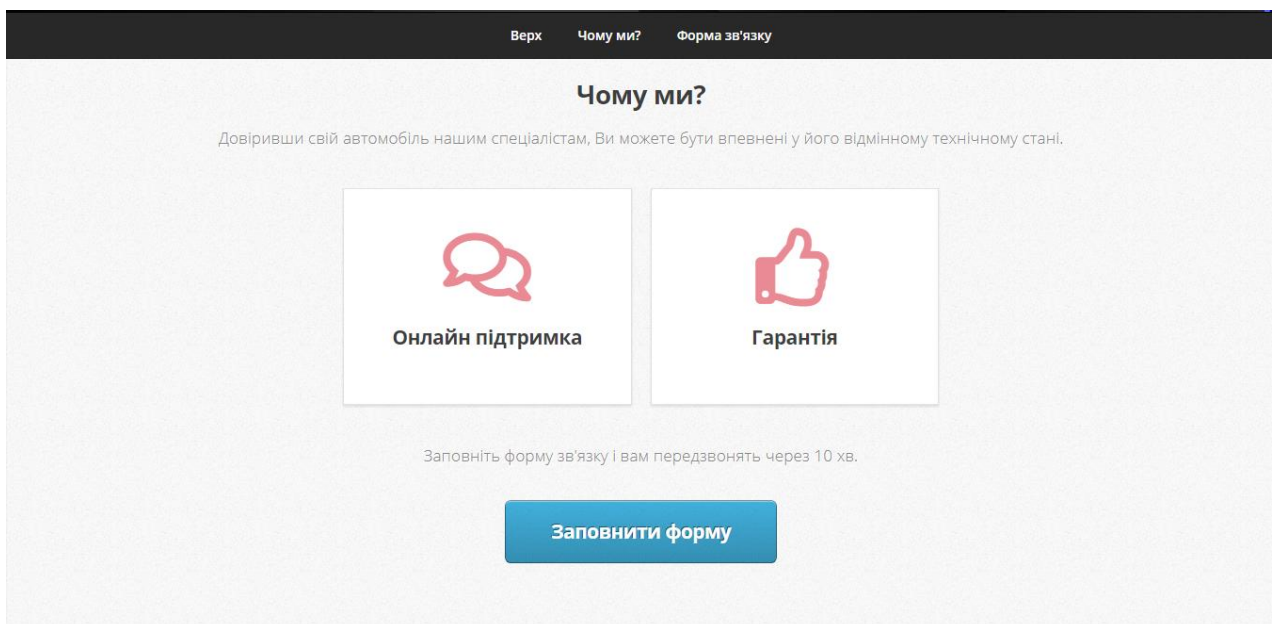 Верх Чому ми? Форма зв'язку
Чому ми?
Довіривши свій автомобіль нашим спеціалістам, Ви можете бути впевнені у його відмінному технічному стані.
Онлайн підтримка
Гарантія
Заповніть форму зв'язку і вам передзвонять через 10 хв.
Заповнити форму